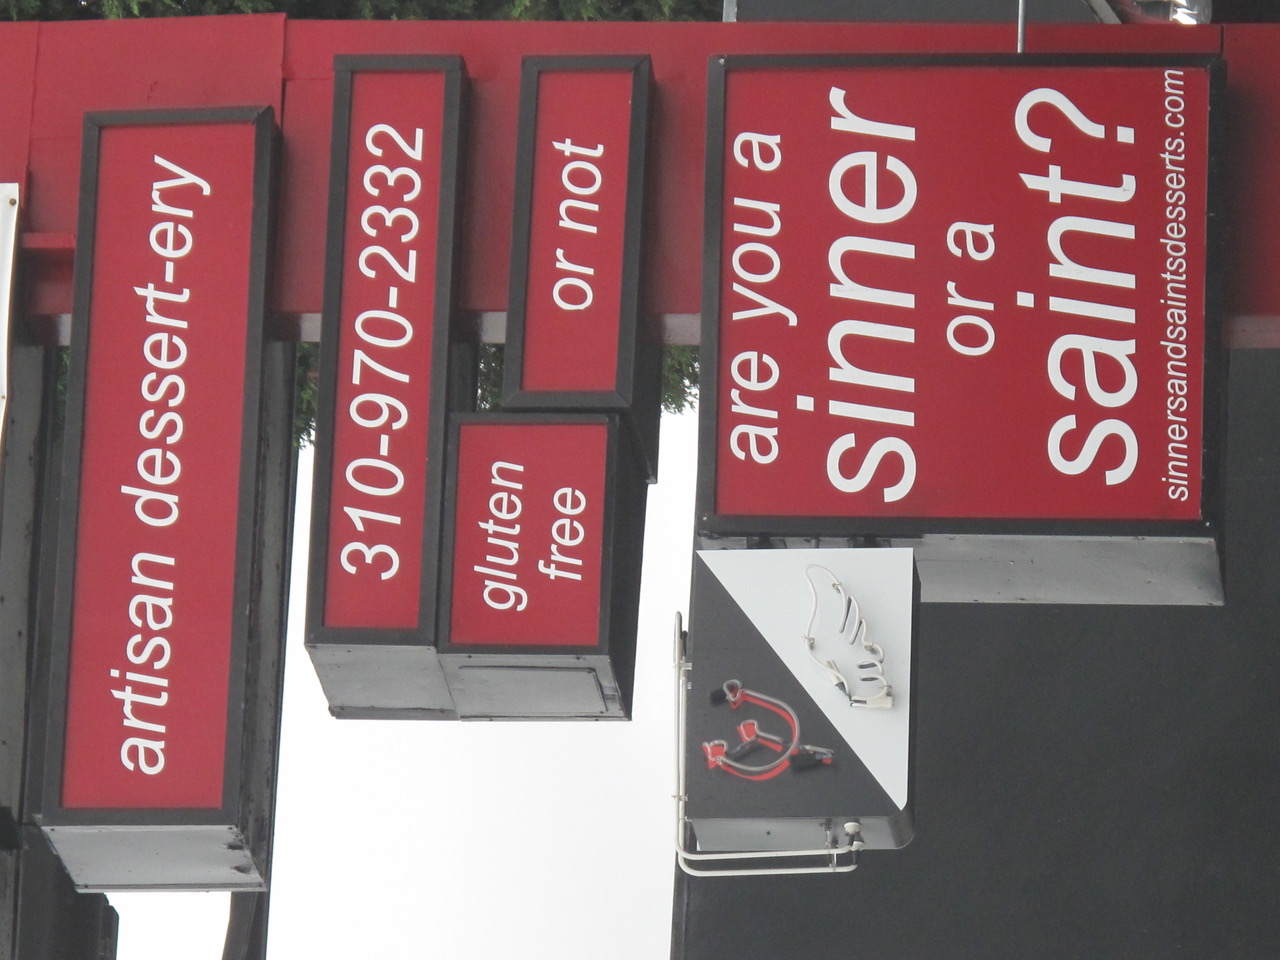 artisan dessert-ery
310-970-2332
gluten
free
or not
are you a
sinner
or a
saint?
sinnersandsaintsdesserts.com